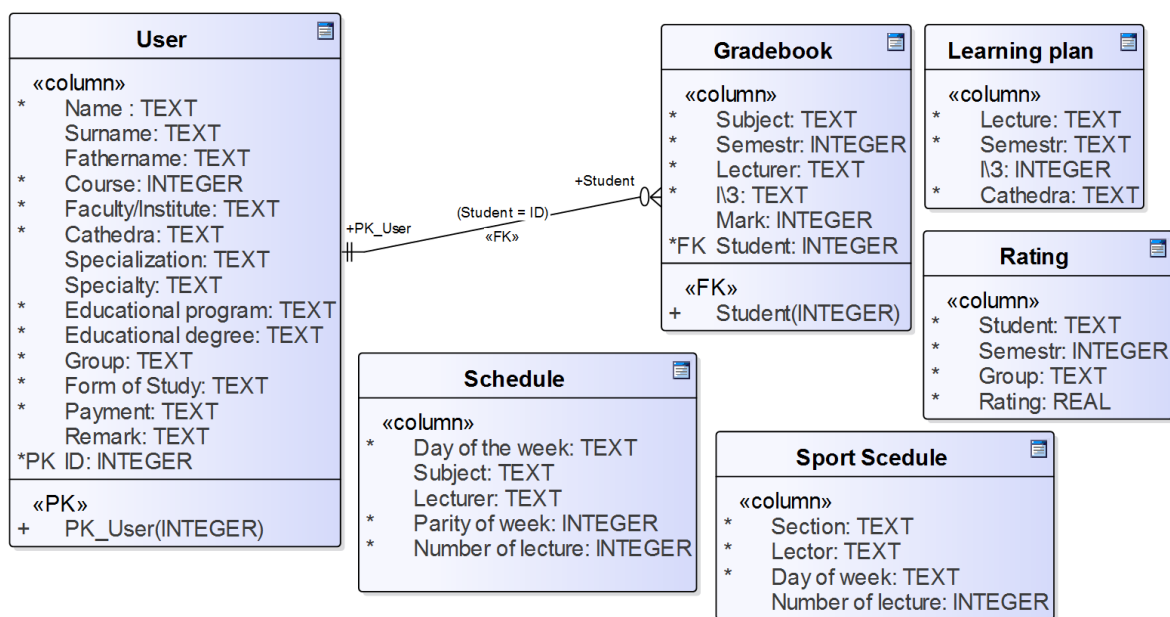 User
«column»
* Name : TEXT
Surname: TEXT
Fathername: TEXT
* Course: INTEGER
* Faculty/Institute: TEXT
* Cathedra: TEXT
Specialization: TEXT
Specialty: TEXT
* Educational program: TEXT
* Educational degree: TEXT
* Group: TEXT
* Form of Study: TEXT
* Payment: TEXT
Remark: TEXT
*PK ID: INTEGER
«PK»
+ PK_User(INTEGER)
+PK_User
(Student = ID)
«FK»
+Student
Gradebook
«column»
* Subject: TEXT
* Semestr: INTEGER
* Lecturer: TEXT
* I\3: TEXT
Mark: INTEGER
*FK Student: INTEGER
«FK»
+ Student(INTEGER)
Learning plan
«column»
* Lecture: TEXT
* Semestr: TEXT
I\3: INTEGER
* Cathedra: TEXT
Rating
«column»
* Student: TEXT
* Semestr: INTEGER
* Group: TEXT
* Rating: REAL
Schedule
«column»
* Day of the week: TEXT
Subject: TEXT
Lecturer: TEXT
* Parity of week: INTEGER
* Number of lecture: INTEGER
Sport Scedule
«column»
* Section: TEXT
* Lector: TEXT
* Day of week: TEXT
Number of lecture: INTEGER